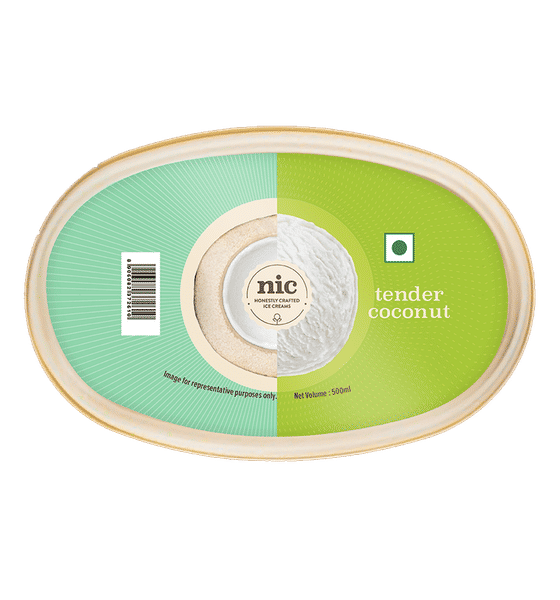 nic
HONESTLY CRAFTED
ICE CREAMS
tender
coconut
Image for representative purposes only.
Net Volume : 500ml